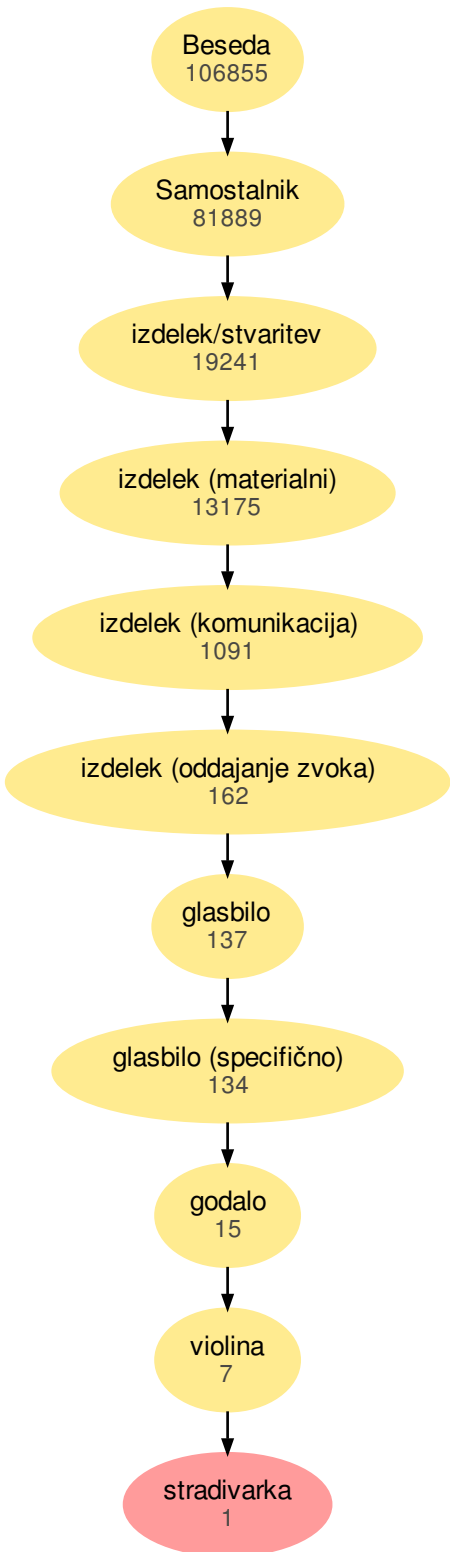 Beseda
106855
Samostalnik
81889
izdelek/stvaritev
19241
izdelek (materialni)
13175
izdelek (komunikacija)
1091
izdelek (oddajanje zvoka)
162
glasbilo
137
glasbilo (specifično)
134
godalo
15
violina
7
stradivarka
1